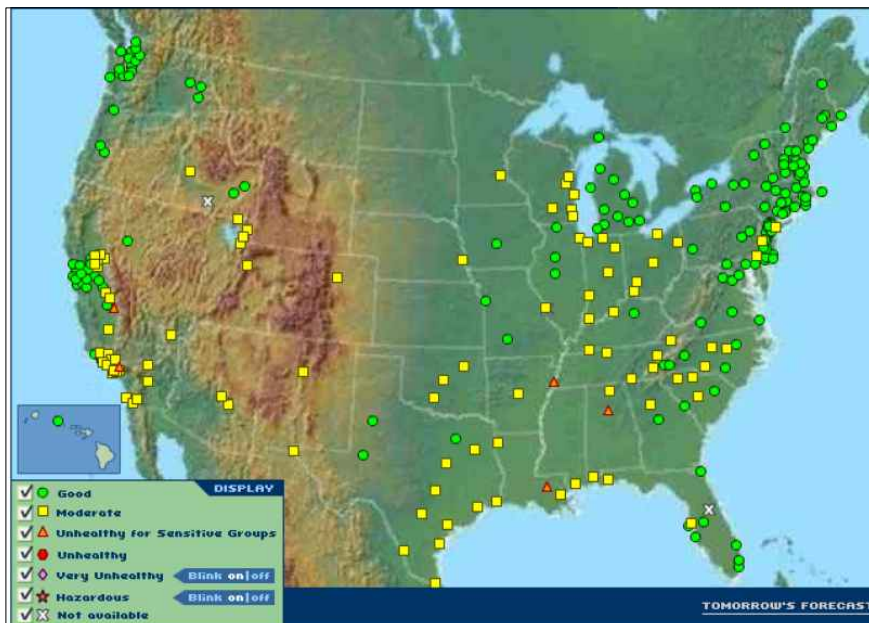 DISPLAY
Good
Moderate
Unhealthy for Sensitive Groups
Unhealthy
Very Unhealthy Blink on|off
Hazardous Blink on|off
Not available
TOMORROW'S FORECAST